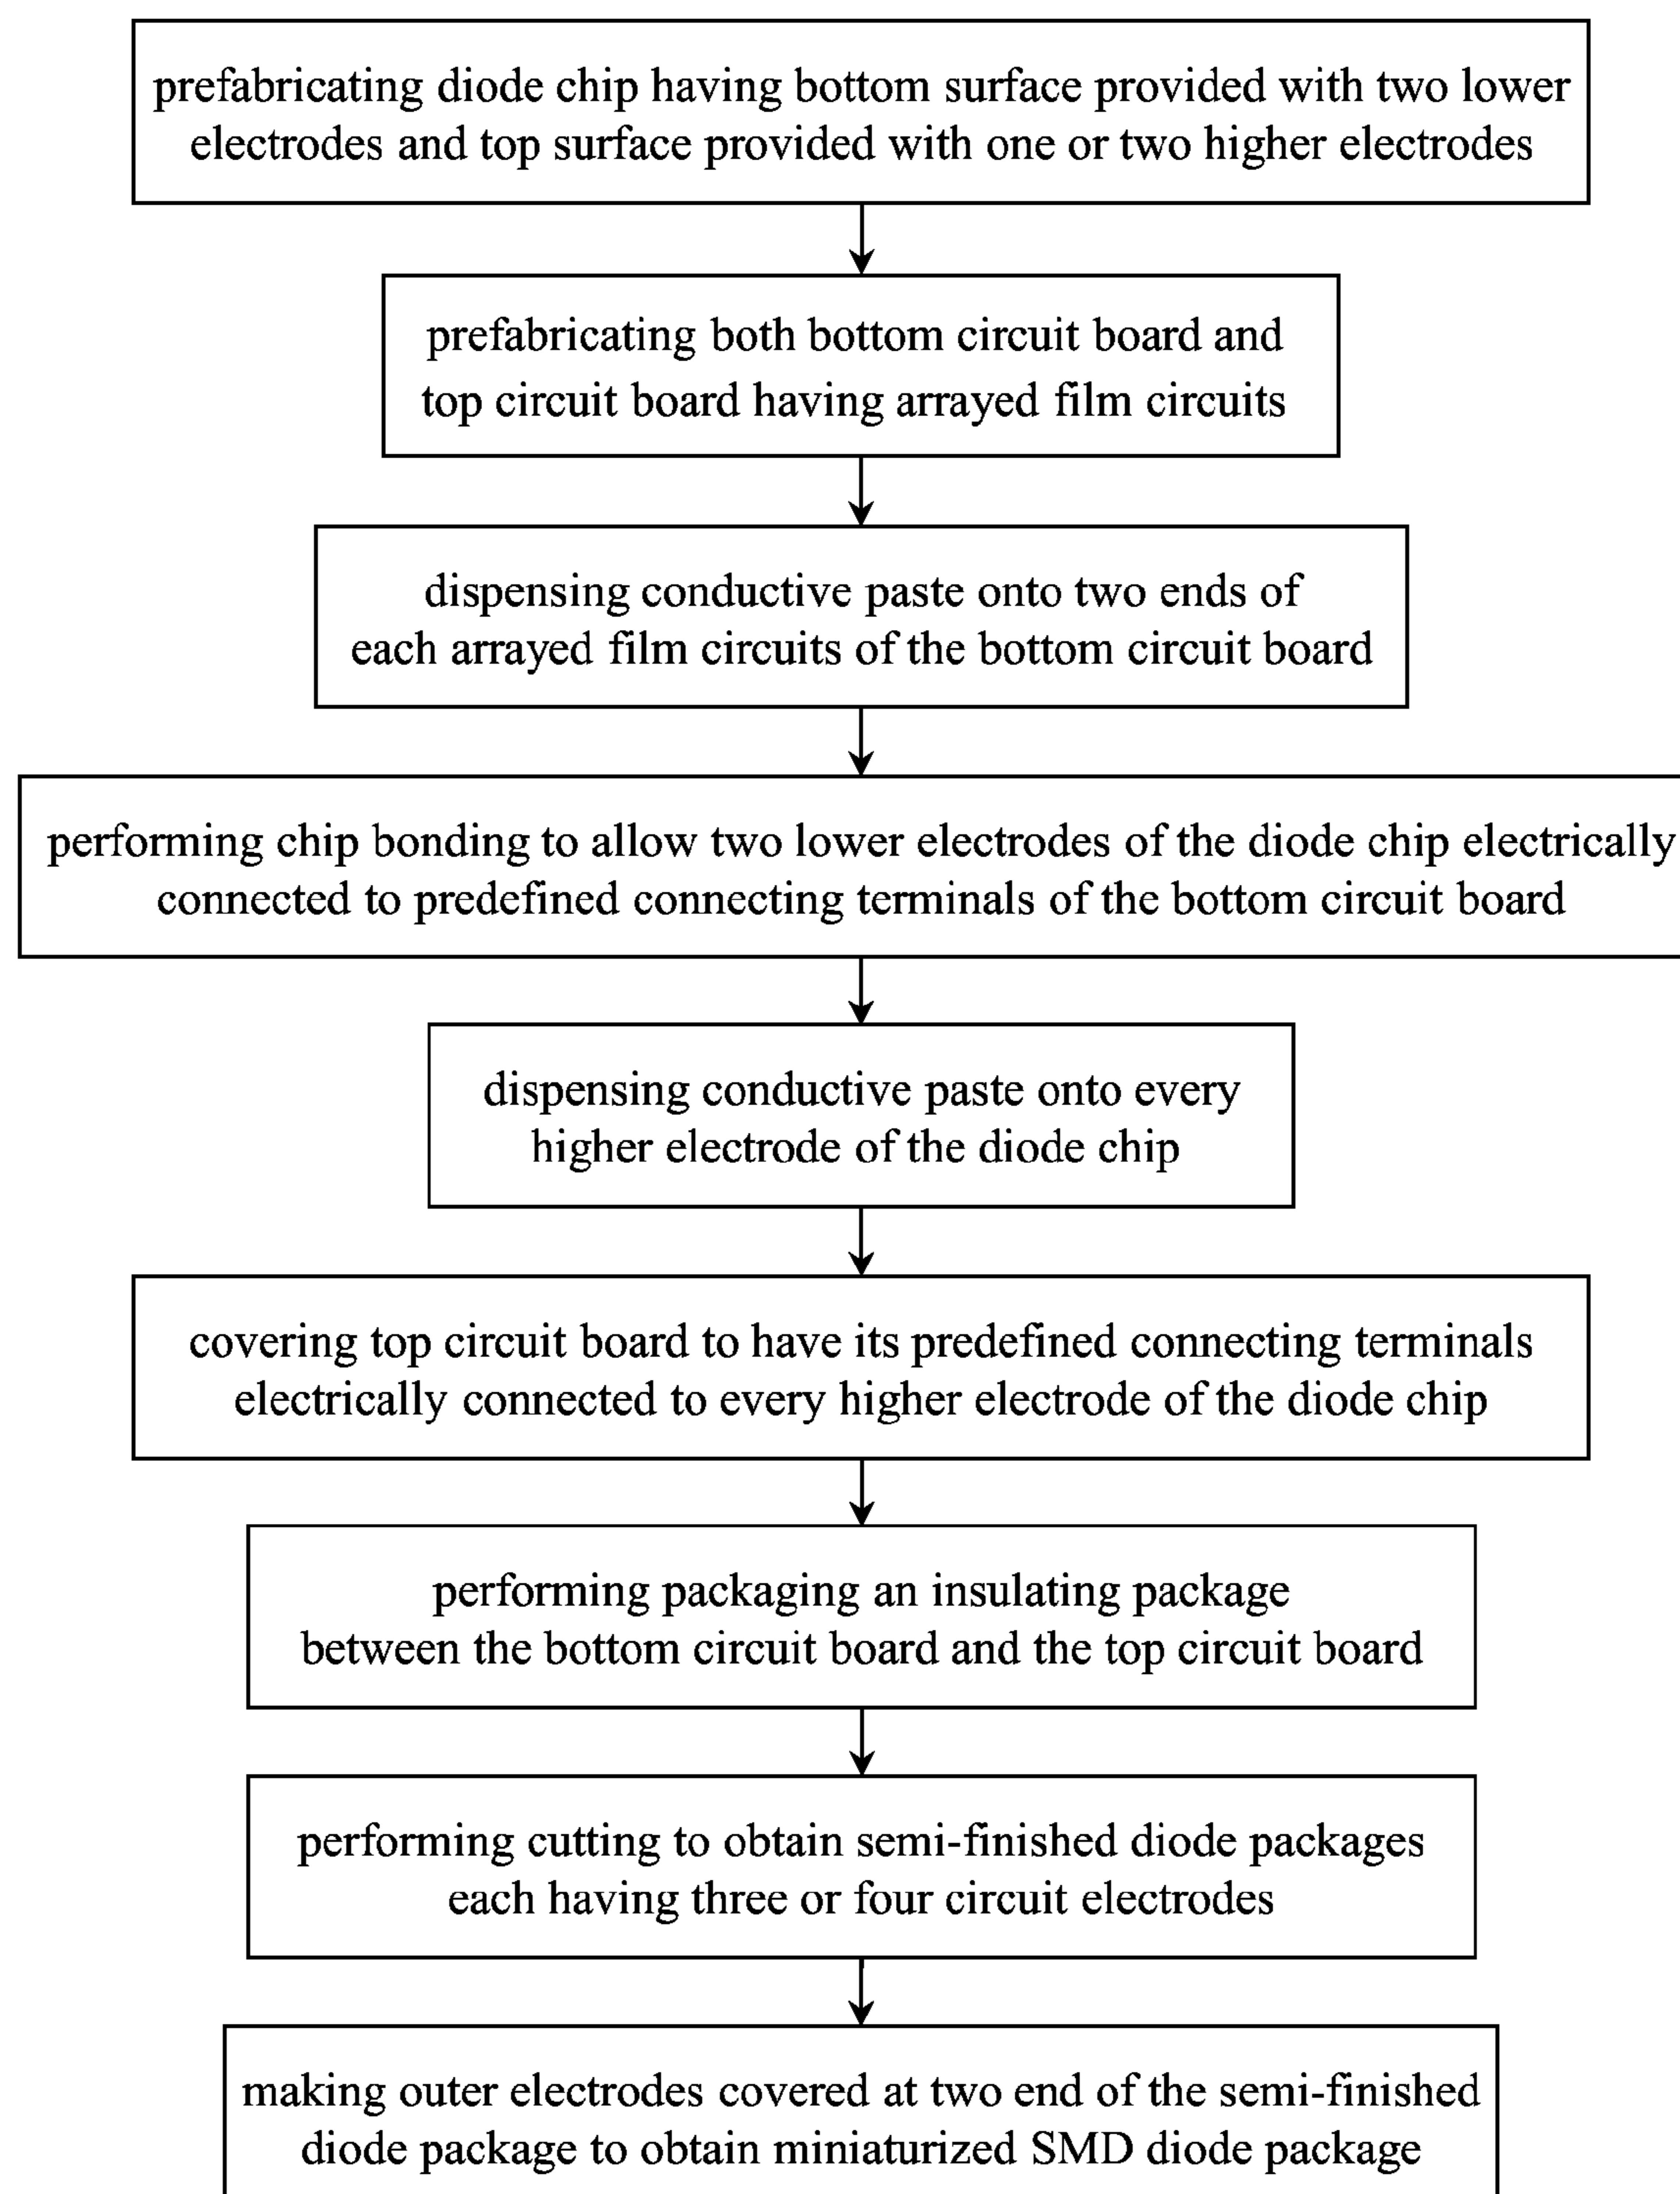 prefabricating diode chip having bottom surface provided with two lower
electrodes and top surface provided with one or two higher electrodes
prefabricating both bottom circuit board and
top circuit board having arrayed film circuits
dispensing conductive paste onto two ends of
each arrayed film circuits of the bottom circuit board
performing chip bonding to allow two lower electrodes of the diode chip electrically
connected to predefined connecting terminals of the bottom circuit board
dispensing conductive paste onto every
higher electrode of the diode chip
covering top circuit board to have its predefined connecting terminals
electrically connected to every higher electrode of the diode chip
performing packaging an insulating package
between the bottom circuit board and the top circuit board
performing cutting to obtain semi-finished diode packages
each having three or four circuit electrodes
making outer electrodes covered at two end of the semi-finished
diode package to obtain miniaturized SMD diode package